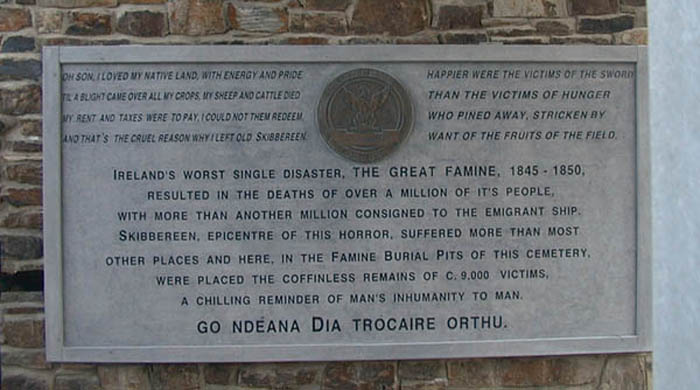 OH SON, I LOVED MY NATIVE LAND, WITH ENERGY AND PRIDE
TIL A BLIGHT CAME OVER ALL MY CROPS, MY SHEEP AND CATTLE DIED
MY RENT AND TAXES WERE TO PAY, I COULD NOT THEM REDEEM,
AND THAT'S THE CRUEL REASON WHY I LEFT OLD SKIBBEREEN.
HAPPIER WERE THE VICTIMS OF THE SWORD
THAN THE VICTIMS OF HUNGER
WHO PINED AWAY, STRICKEN BY
WANT OF THE FRUITS OF THE FIELD.
IRELAND'S WORST SINGLE DISASTER, THE GREAT FAMINE, 1845 - 1850,
RESULTED IN THE DEATHS OF OVER A MILLION OF IT'S PEOPLE,
WITH MORE THAN ANOTHER MILLION CONSIGNED TO THE EMIGRANT SHIP.
SKIBBEREEN, EPICENTRE OF THIS HORROR, SUFFERED MORE THAN MOST
OTHER PLACES AND HERE, IN THE FAMINE BURIAL PITS OF THIS CEMETERY,
WERE PLACED THE COFFINLESS REMAINS OF C. 9.000 VICTIMS,
A CHILLING REMINDER OF MAN'S INHUMANITY TO MAN.
GO NDEANA DIA TROCAIRE ORTHU.